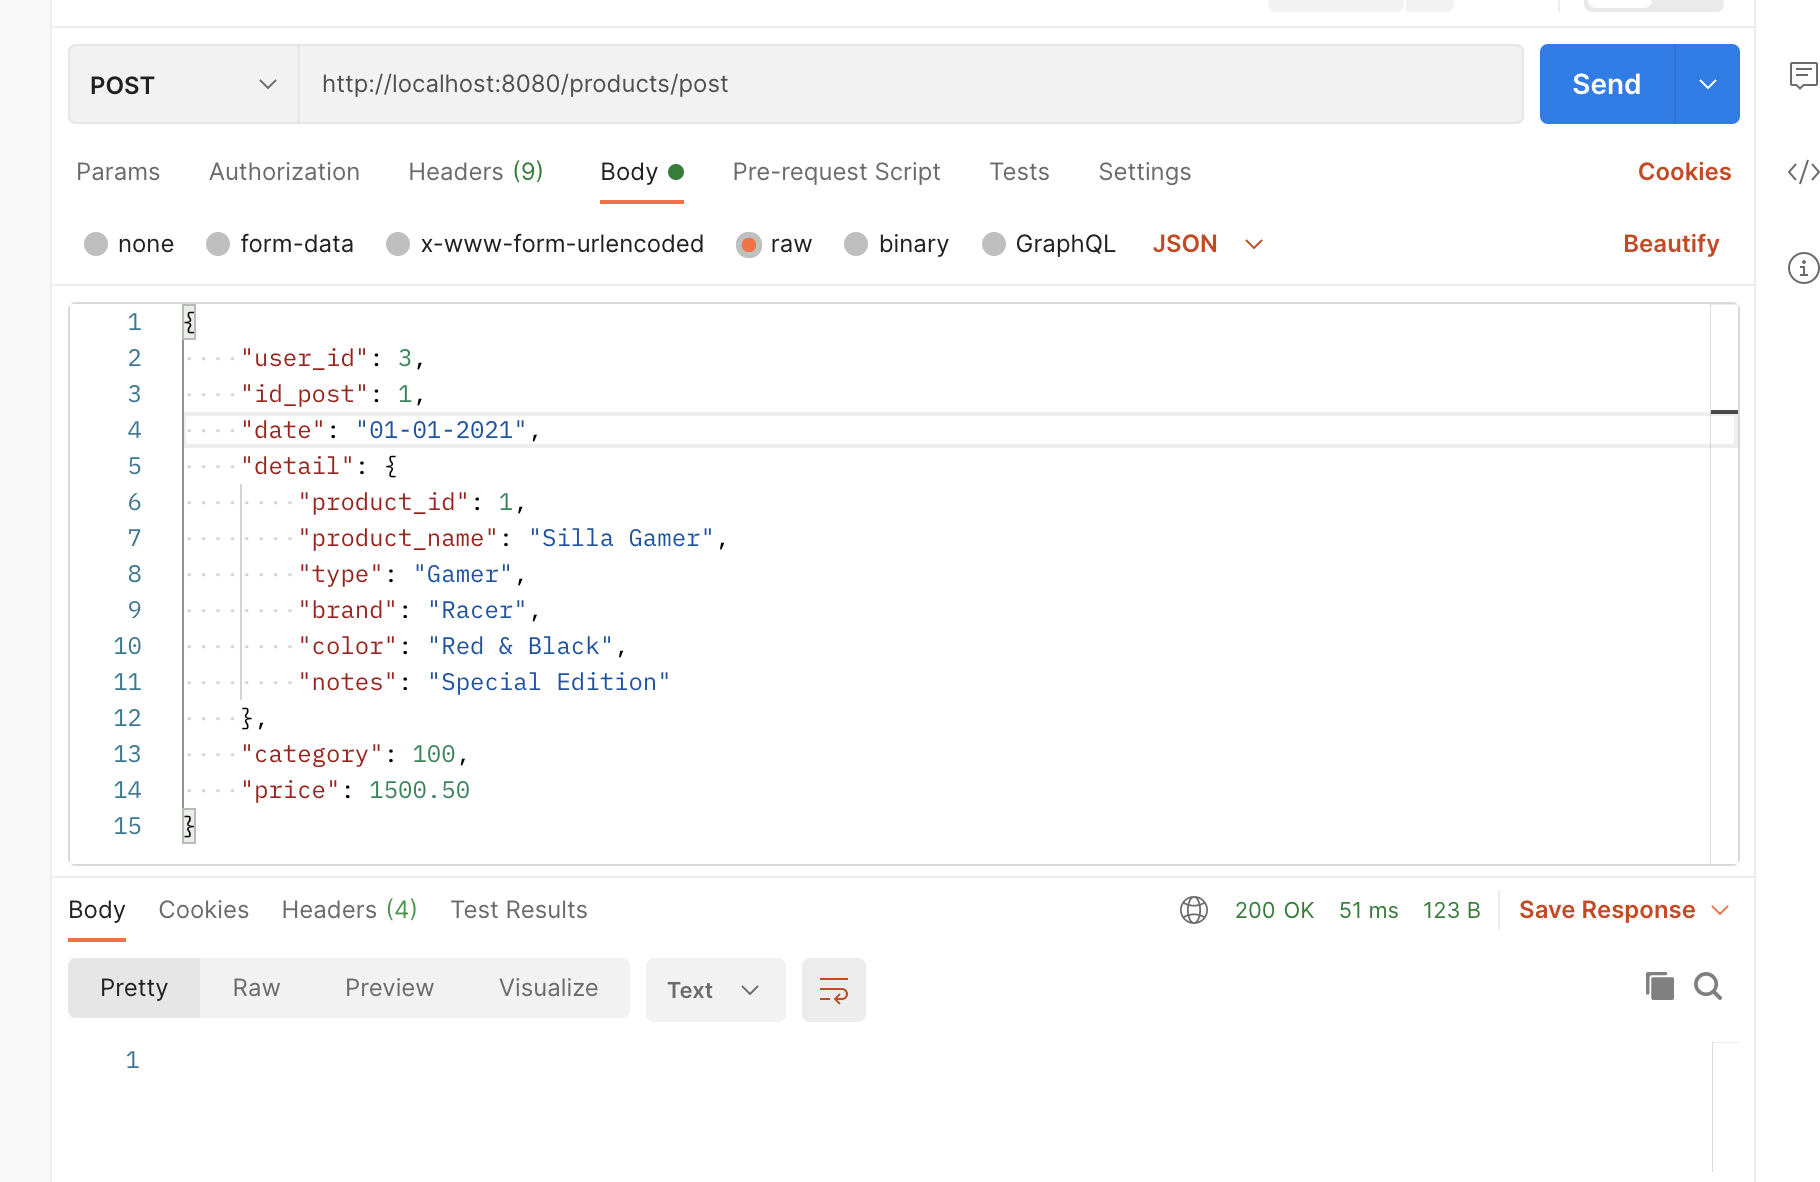 POST http://localhost:8080/products/post Send
Params Authorization Headers (9) Body Pre-request Script Tests Settings Cookies
none form-data x-www-form-urlencoded raw binary GraphQL JSON Beautify
1 {
2 "user_id": 3,
3 "id_post": 1,
4 "date": "01-01-2021",
5 "detail": {
6 "product_id": 1,
7 "product_name": "Silla Gamer",
8 "type": "Gamer",
9 "brand": "Racer",
10 "color": "Red & Black",
11 "notes": "Special Edition"
12 },
13 "category": 100,
14 "price": 1500.50
15 }
Body Cookies Headers (4) Test Results 200 OK 51 ms 123 B Save Response
Pretty Raw Preview Visualize Text
1